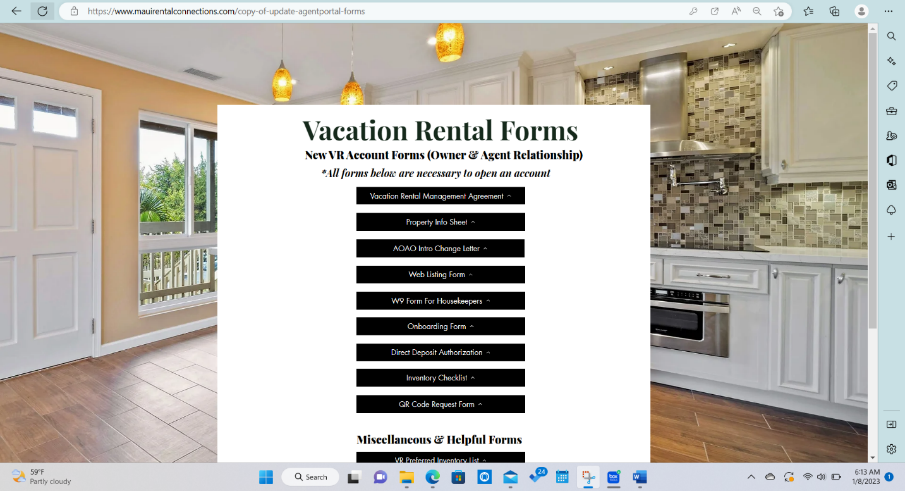 https://www.mauirentalconnections.com/copy-of-update-agentportal-forms
Vacation Rental Forms
New VR Account Forms (Owner & Agent Relationship)
*All forms below are necessary to open an account
Vacation Rental Management Agreement ^
Property Info Sheet ^
AOAO Intro Change Letter ^
Web Listing Form ^
W9 Form For Housekeepers ^
Onboarding Form ^
Direct Deposit Authorization ^
Inventory Checklist ^
QR Code Request Form ^
Miscellaneous & Helpful Forms
VR Preferred Inventory List ^
59°F
Partly cloudy
Search
24
6:13 AM
1/8/2023
1